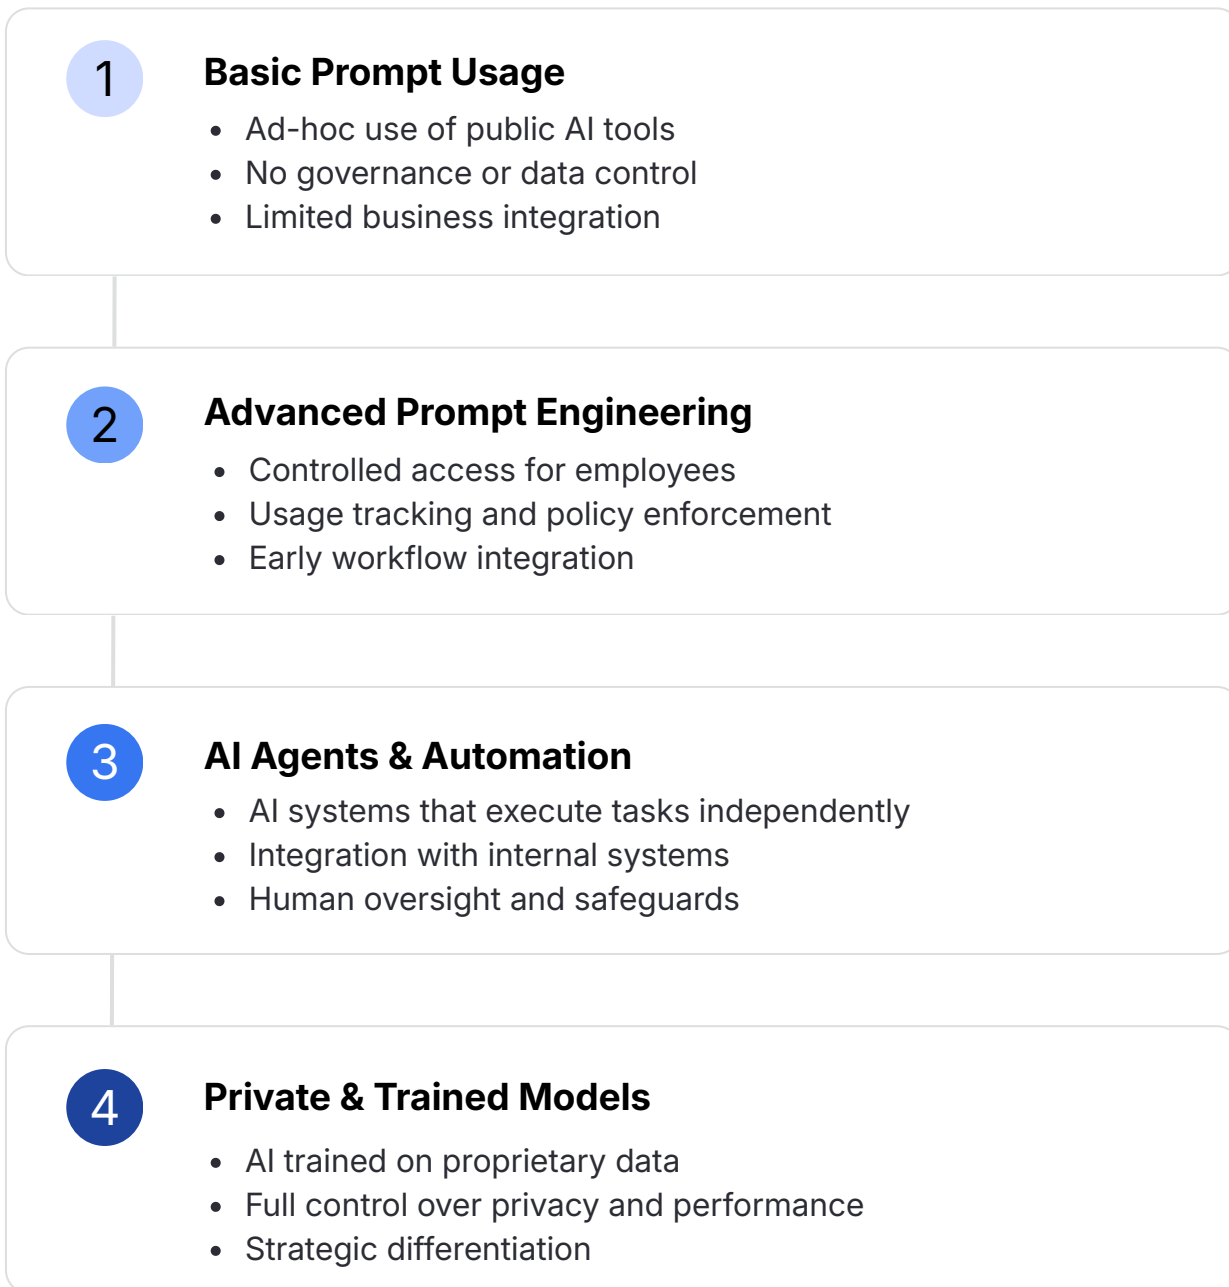 1
Basic Prompt Usage
• Ad-hoc use of public AI tools
• No governance or data control
• Limited business integration
2
Advanced Prompt Engineering
• Controlled access for employees
• Usage tracking and policy enforcement
• Early workflow integration
3
AI Agents & Automation
• AI systems that execute tasks independently
• Integration with internal systems
• Human oversight and safeguards
4
Private & Trained Models
• AI trained on proprietary data
• Full control over privacy and performance
• Strategic differentiation